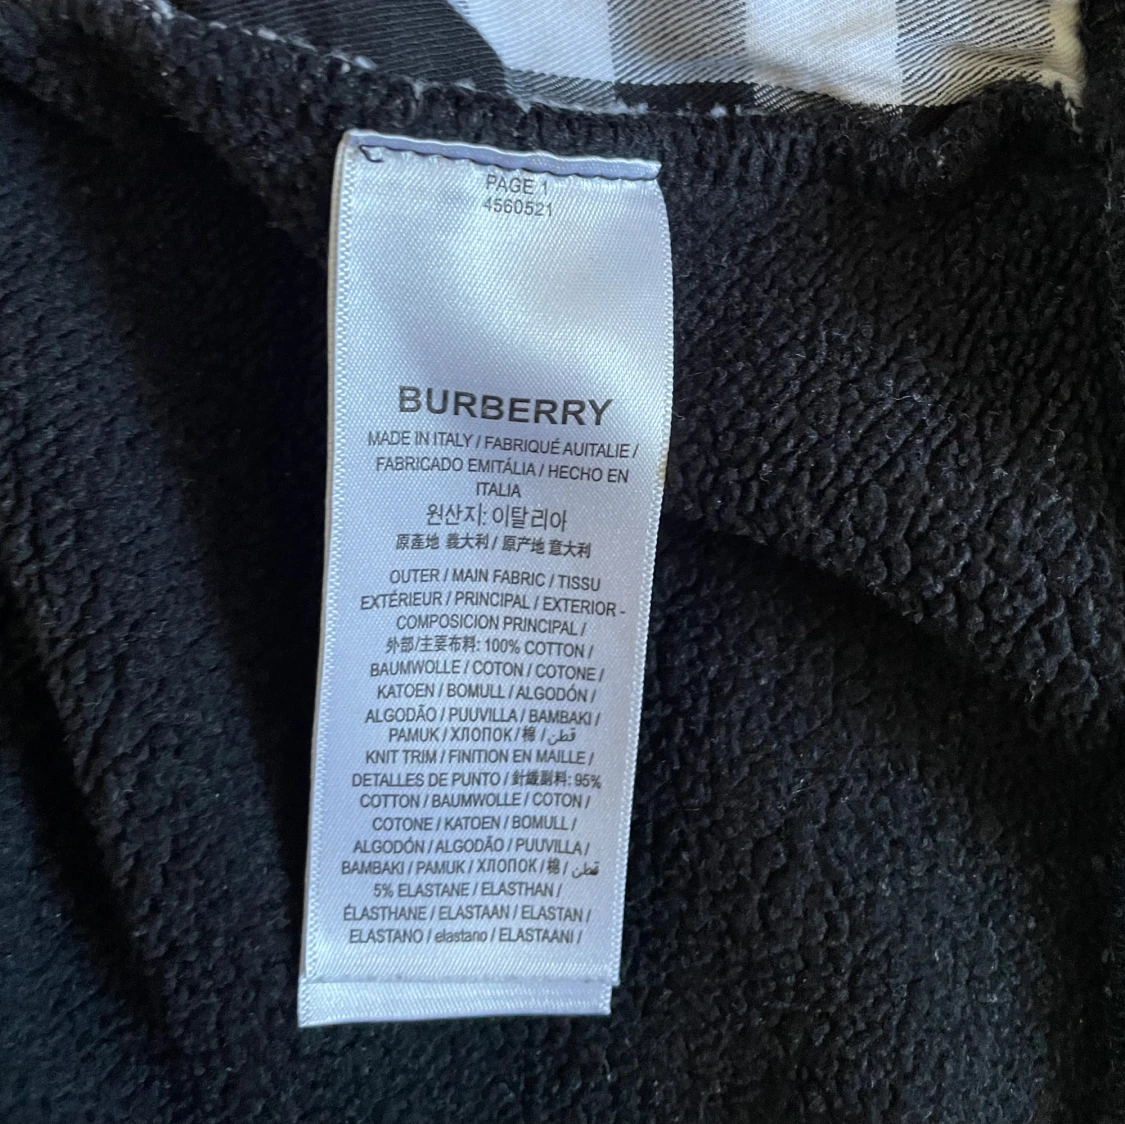 PAGE 1
4560521
BURBERRY
MADE IN ITALY / FABRIQUÉ AUITALIE /
FABRICADO EMITÁLIA / HECHO EN
ITALIA
원산지: 이탈리아
原產地 義大利 / 原产地 意大利
OUTER / MAIN FABRIC / TISSU
EXTÉRIEUR / PRINCIPAL / EXTERIOR -
COMPOSICION PRINCIPAL /
外部/主要布料: 100% COTTON /
BAUMWOLLE / COTON / COTONE /
KATOEN / BOMULL / ALGODÓN /
ALGODÃO / PUUVILLA / BAMBAKI /
PAMUK / ХЛОПОК / 棉 / قطن
KNIT TRIM / FINITION EN MAILLE /
DETALLES DE PUNTO / 針織副料: 95%
COTTON / BAUMWOLLE / COTON /
COTONE / KATOEN / BOMULL /
ALGODÓN / ALGODÃO / PUUVILLA /
BAMBAKI / PAMUK / ХЛОПОК / 棉 / قطن
5% ELASTANE / ELASTHAN /
ÉLASTHANE / ELASTAAN / ELASTAN /
ELASTANO / elastano / ELASTAANI /